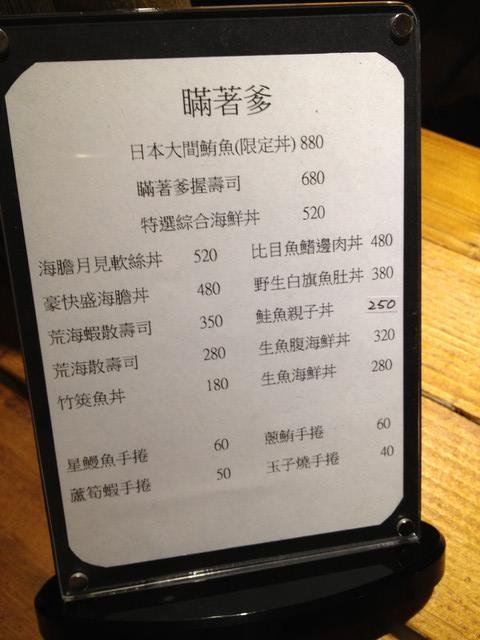 瞞著爹
日本大間鮪魚(限定丼) 880
瞞著爹握壽司 680
特選綜合海鮮丼 520
海膽月見軟絲丼 520
豪快盛海膽丼 480
荒海蝦散壽司 350
荒海散壽司 280
竹筴魚丼 180
比目魚鰭邊肉丼 480
野生白旗魚肚丼 380
鮭魚親子丼 250
生魚腹海鮮丼 320
生魚海鮮丼 280
星鰻魚手捲 60
蘆筍蝦手捲 50
蔥鮪手捲 60
玉子燒手捲 40